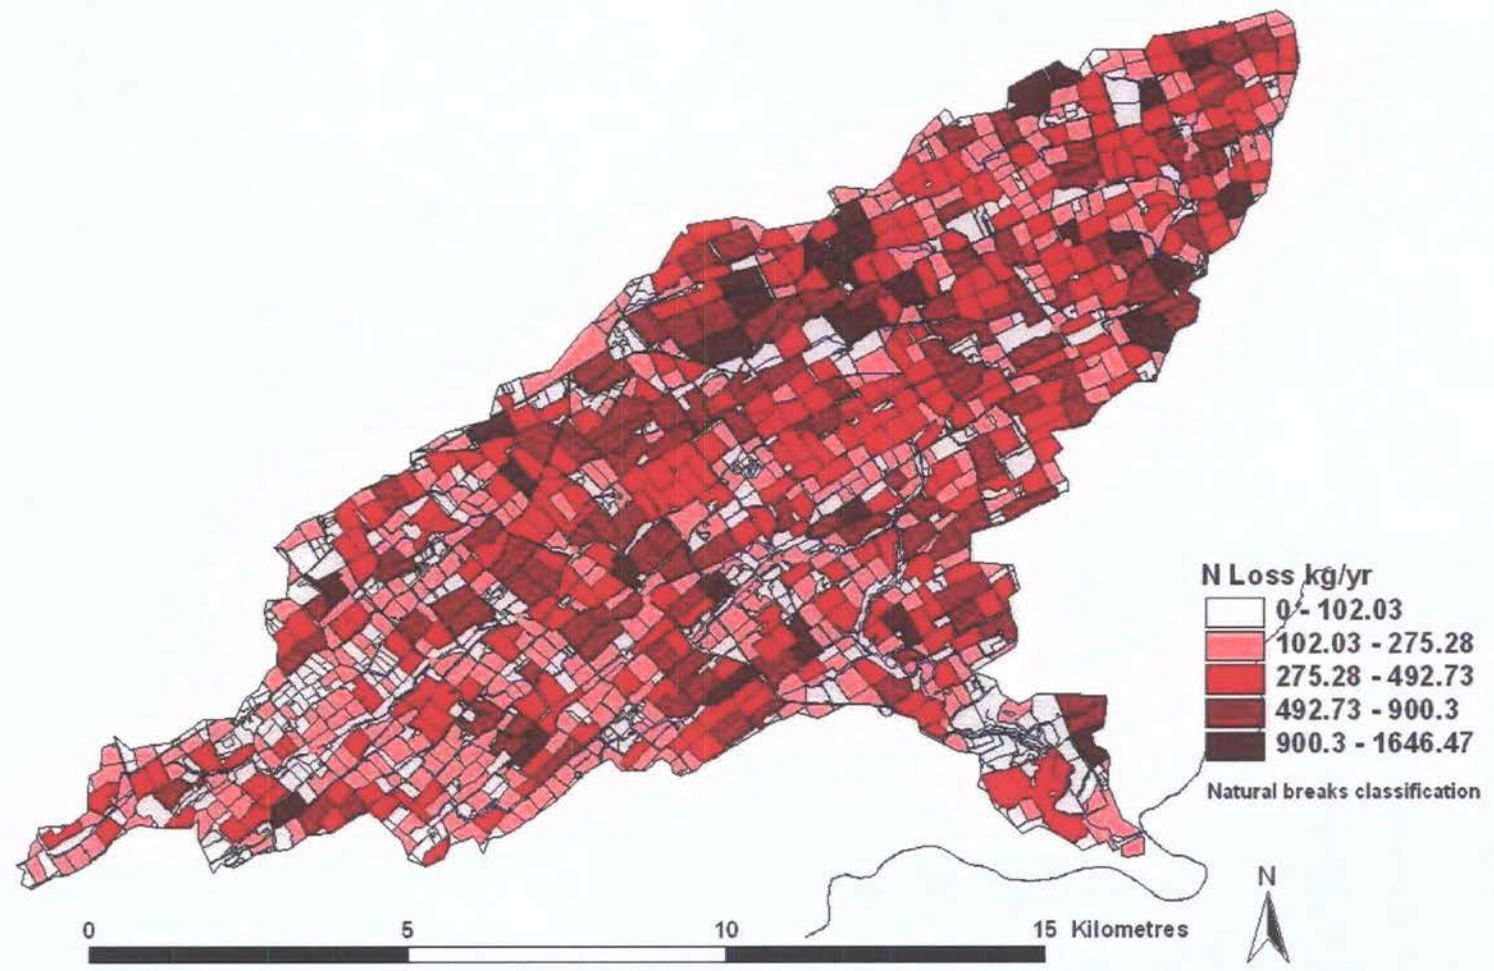 N Loss kg/yr
0 - 102.03
102.03 - 275.28
275.28 - 492.73
492.73 - 900.3
900.3 - 1646.47
Natural breaks classification
N
0 5 10 15 Kilometres